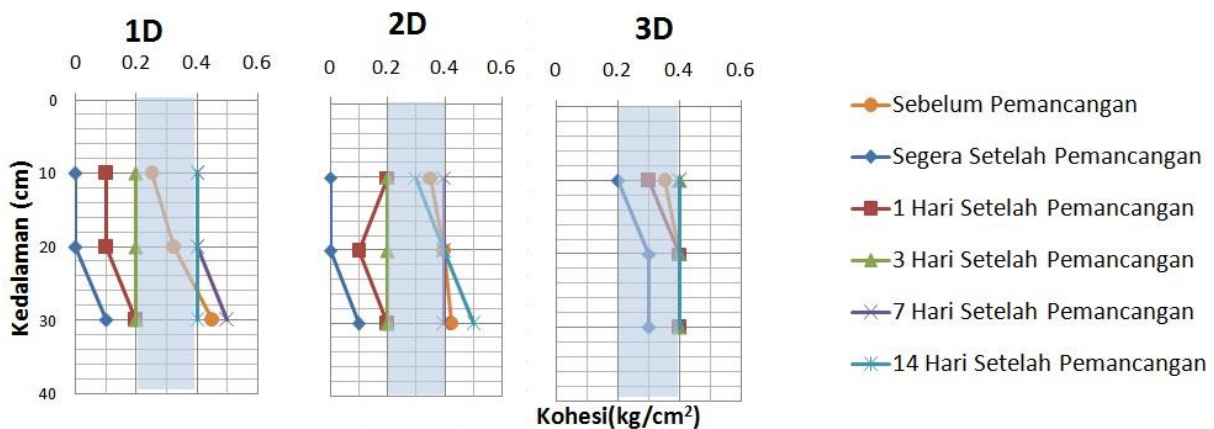 1D
0 0.2 0.4 0.6
0
10
20
30
40
Kedalaman (cm)
2D
0 0.2 0.4 0.6
3D
0 0.2 0.4 0.6
Kohesi(kg/cm²)
Sebelum Pemancangan
Segera Setelah Pemancangan
1 Hari Setelah Pemancangan
3 Hari Setelah Pemancangan
7 Hari Setelah Pemancangan
14 Hari Setelah Pemancangan